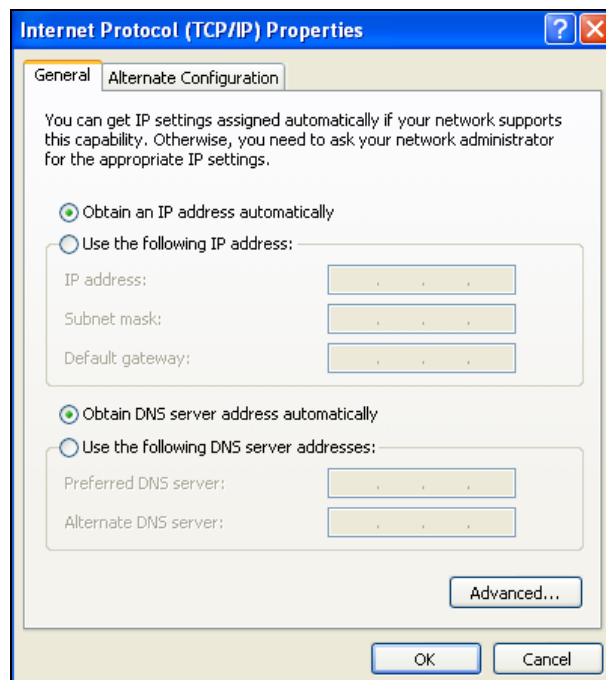 Internet Protocol (TCP/IP) Properties
General
Alternate Configuration
You can get IP settings assigned automatically if your network supports
this capability. Otherwise, you need to ask your network administrator
for the appropriate IP settings.
Obtain an IP address automatically
Use the following IP address:
IP address:
Subnet mask:
Default gateway:
Obtain DNS server address automatically
Use the following DNS server addresses:
Preferred DNS server:
Alternate DNS server:
Advanced...
OK
Cancel